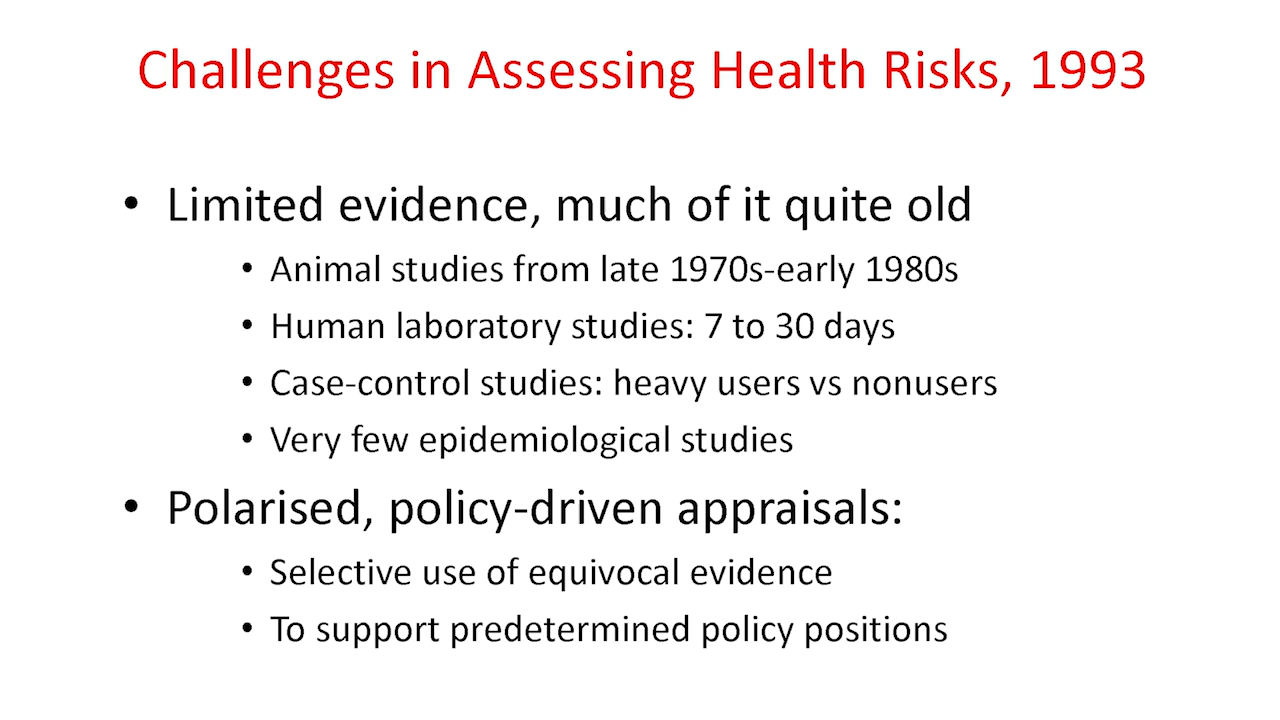 Challenges in Assessing Health Risks, 1993
• Limited evidence, much of it quite old
• Animal studies from late 1970s-early 1980s
• Human laboratory studies: 7 to 30 days
• Case-control studies: heavy users vs nonusers
• Very few epidemiological studies
• Polarised, policy-driven appraisals:
• Selective use of equivocal evidence
• To support predetermined policy positions